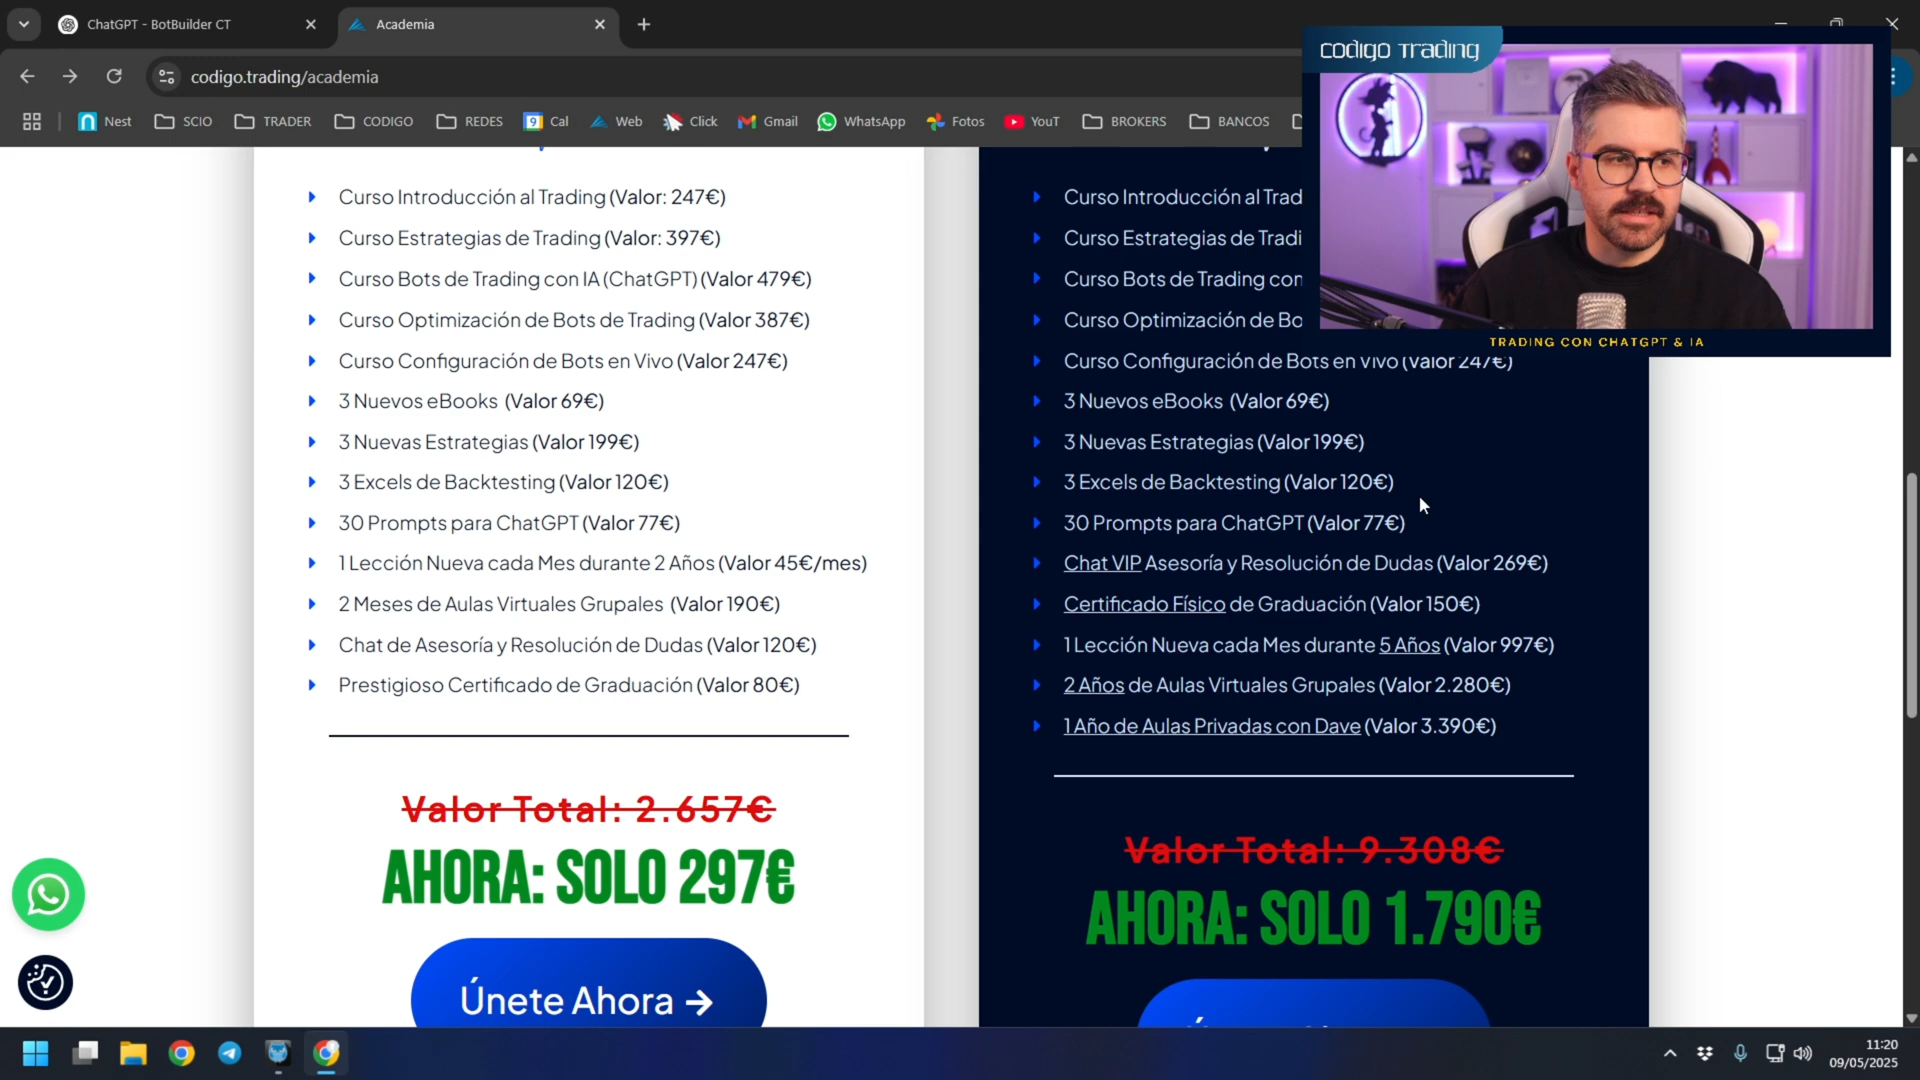 ChatGPT - BotBuilder CT
Academia
codigo.trading/academia
Nest
SCIO
TRADER
CODIGO
REDES
9
Cal
Web
Click
Gmail
WhatsApp
Fotos
YouT
BROKERS
BANCOS
codigo Trading
TRADING CON CHATGPT & IA
Curso Introducción al Trading (Valor: 247€)
Curso Estrategias de Trading (Valor: 397€)
Curso Bots de Trading con IA (ChatGPT) (Valor 479€)
Curso Optimización de Bots de Trading (Valor 387€)
Curso Configuración de Bots en Vivo (Valor 247€)
3 Nuevos eBooks (Valor 69€)
3 Nuevas Estrategias (Valor 199€)
3 Excels de Backtesting (Valor 120€)
30 Prompts para ChatGPT (Valor 77€)
1 Lección Nueva cada Mes durante 2 Años (Valor 45€/mes)
2 Meses de Aulas Virtuales Grupales (Valor 190€)
Chat de Asesoría y Resolución de Dudas (Valor 120€)
Prestigioso Certificado de Graduación (Valor 80€)
Valor Total: 2.657€
AHORA: SOLO 297€
Únete Ahora →
Curso Introducción al Trad
Curso Estrategias de Tradi
Curso Bots de Trading con
Curso Optimización de Bo
Curso Configuración de Bots en Vivo (Valor 247€)
3 Nuevos eBooks (Valor 69€)
3 Nuevas Estrategias (Valor 199€)
3 Excels de Backtesting (Valor 120€)
30 Prompts para ChatGPT (Valor 77€)
Chat VIP Asesoría y Resolución de Dudas (Valor 269€)
Certificado Físico de Graduación (Valor 150€)
1 Lección Nueva cada Mes durante 5 Años (Valor 997€)
2 Años de Aulas Virtuales Grupales (Valor 2.280€)
1 Año de Aulas Privadas con Dave (Valor 3.390€)
Valor Total: 9.308€
AHORA: SOLO 1.790€
11:20
09/05/2025